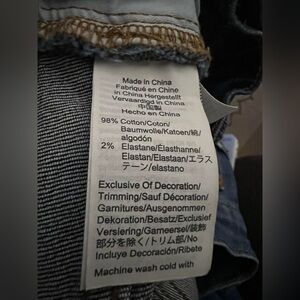 Made in China
Fabriqué en Chine
In China Hergestellt
Vervaardigd in China
中国製
Hecho en China
98% Cotton/Coton/
Baumwolle/Katoen/綿/
algodón
2% Elastane/Élasthanne/
Elastan/Elastaan/エラス
テーン/elastano
Exclusive Of Decoration/
Trimming/Sauf Décoration/
Garnitures/Ausgenommen
Dekoration/Besatz/Exclusief
Versiering/Garneersel/装飾
部分を除く/トリム部/No
Incluye Decoración/Ribete
Machine wash cold with